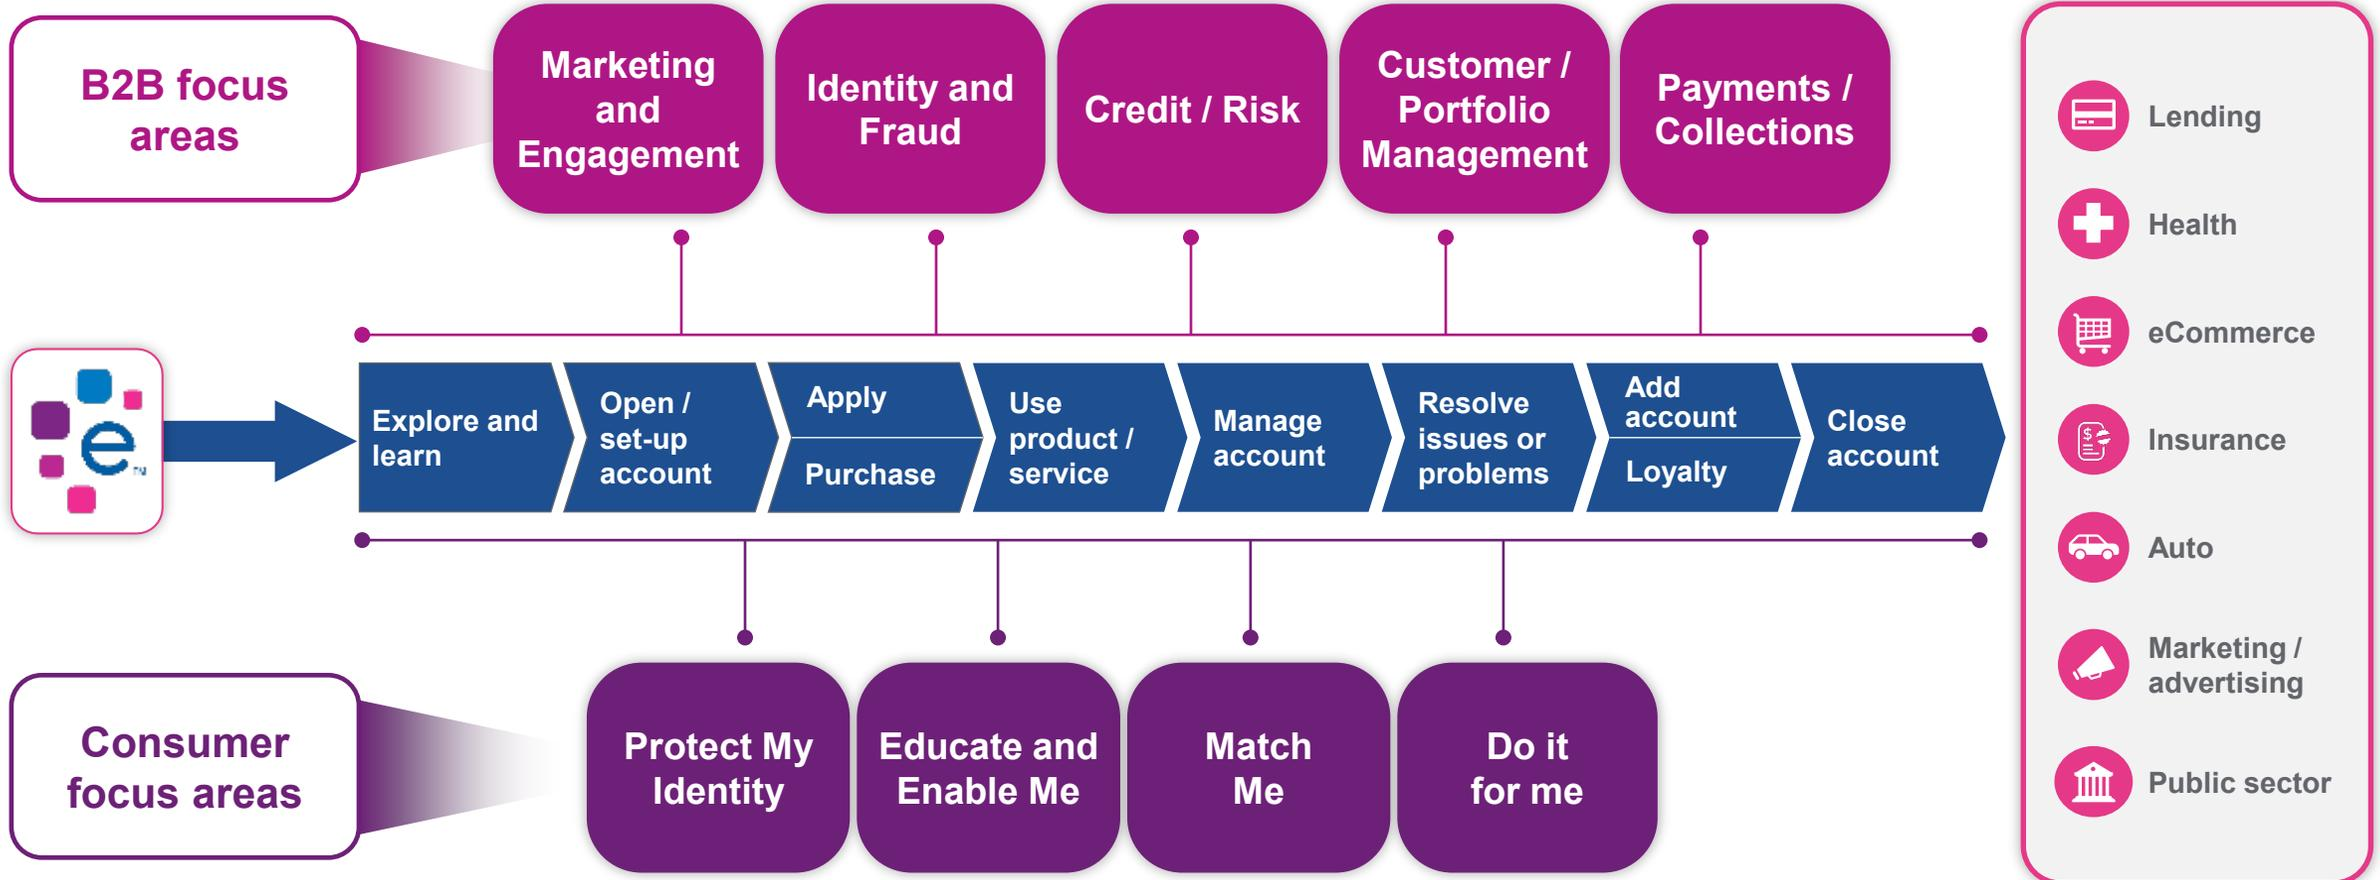 B2B focus
areas
Marketing
and
Engagement
Identity and
Fraud
Credit / Risk
Customer /
Portfolio
Management
Payments /
Collections
e
TM
Explore and
learn
Open /
set-up
account
Apply
Purchase
Use
product /
service
Manage
account
Resolve
issues or
problems
Add
account
Loyalty
Close
account
Consumer
focus areas
Protect My
Identity
Educate and
Enable Me
Match
Me
Do it
for me
Lending
Health
eCommerce
$
Insurance
Auto
Marketing /
advertising
Public sector